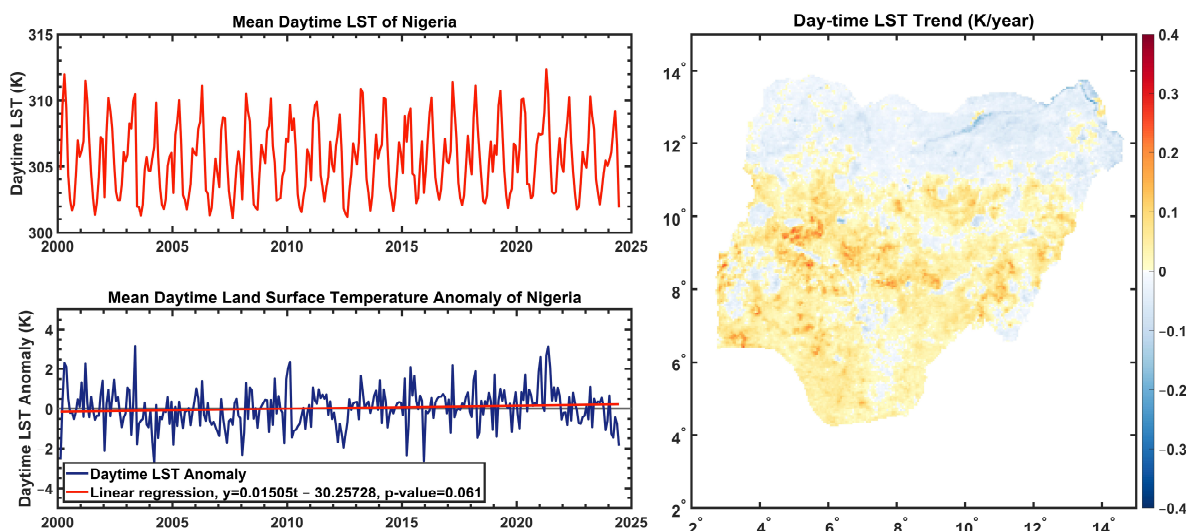 Mean Daytime LST of Nigeria
315
310
305
300
Daytime LST (K)
2000 2005 2010 2015 2020 2025
Mean Daytime Land Surface Temperature Anomaly of Nigeria
4
2
0
2
−4
Daytime LST Anomaly (K)
Daytime LST Anomaly
Linear regression, y=0.01505t − 30.25728, p-value=0.061
2000 2005 2010 2015 2020 2025
Day-time LST Trend (K/year)
14°
12°
10°
8°
6°
4°
2°
2° 4° 6° 8° 10° 12° 14°
0.4
0.3
0.2
0.1
0
−0.1
−0.2
−0.3
−0.4